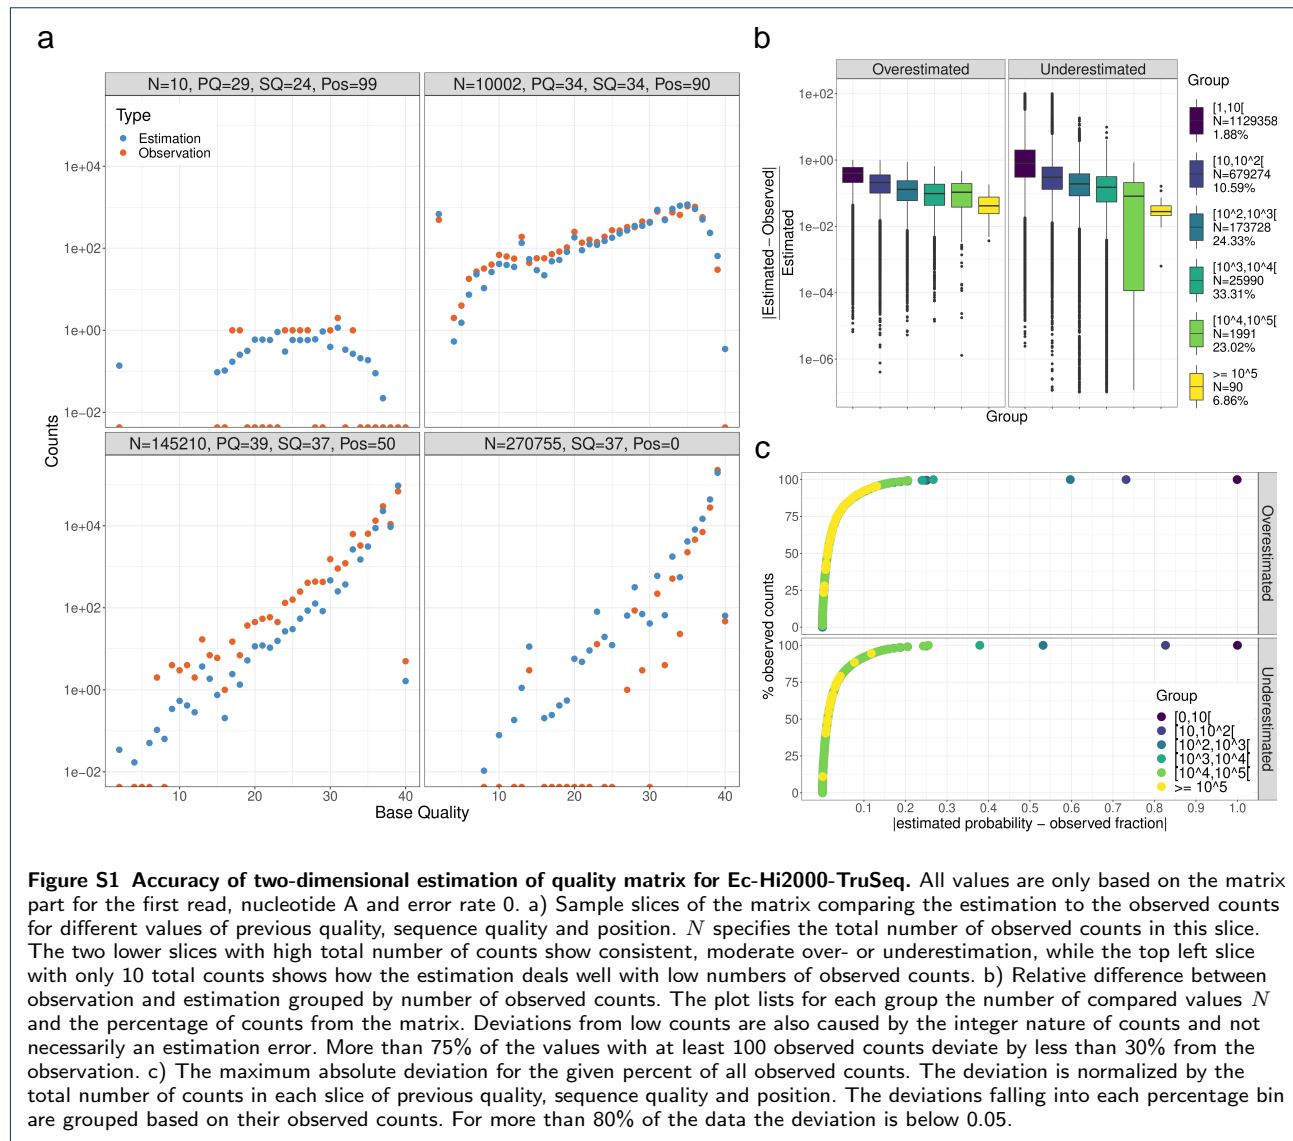 a
N=10, PQ=29, SQ=24, Pos=99
N=10002, PQ=34, SQ=34, Pos=90
Type
Estimation
Observation
1e+04
1e+02
1e+00
1e−02
N=145210, PQ=39, SQ=37, Pos=50
N=270755, SQ=37, Pos=0
1e+04
1e+02
1e+00
1e−02
Counts
10 20 30 40
10 20 30 40
Base Quality
b
Overestimated
Underestimated
1e+02
1e+00
1e−02
1e−04
1e−06
|Estimated − Observed|
Estimated
Group
Group
[1,10[
N=1129358
1.88%
[10,10^2[
N=679274
10.59%
[10^2,10^3[
N=173728
24.33%
[10^3,10^4[
N=25990
33.31%
[10^4,10^5[
N=1991
23.02%
>= 10^5
N=90
6.86%
c
100
75
50
25
0
Overestimated
100
75
50
25
0
Underestimated
% observed counts
Group
[0,10[
[10,10^2[
[10^2,10^3[
[10^3,10^4[
[10^4,10^5[
>= 10^5
0.1 0.2 0.3 0.4 0.5 0.6 0.7 0.8 0.9 1.0
|estimated probability − observed fraction|
Figure S1 Accuracy of two-dimensional estimation of quality matrix for Ec-Hi2000-TruSeq. All values are only based on the matrix
part for the first read, nucleotide A and error rate 0. a) Sample slices of the matrix comparing the estimation to the observed counts
for different values of previous quality, sequence quality and position. N specifies the total number of observed counts in this slice.
The two lower slices with high total number of counts show consistent, moderate over- or underestimation, while the top left slice
with only 10 total counts shows how the estimation deals well with low numbers of observed counts. b) Relative difference between
observation and estimation grouped by number of observed counts. The plot lists for each group the number of compared values N
and the percentage of counts from the matrix. Deviations from low counts are also caused by the integer nature of counts and not
necessarily an estimation error. More than 75% of the values with at least 100 observed counts deviate by less than 30% from the
observation. c) The maximum absolute deviation for the given percent of all observed counts. The deviation is normalized by the
total number of counts in each slice of previous quality, sequence quality and position. The deviations falling into each percentage bin
are grouped based on their observed counts. For more than 80% of the data the deviation is below 0.05.